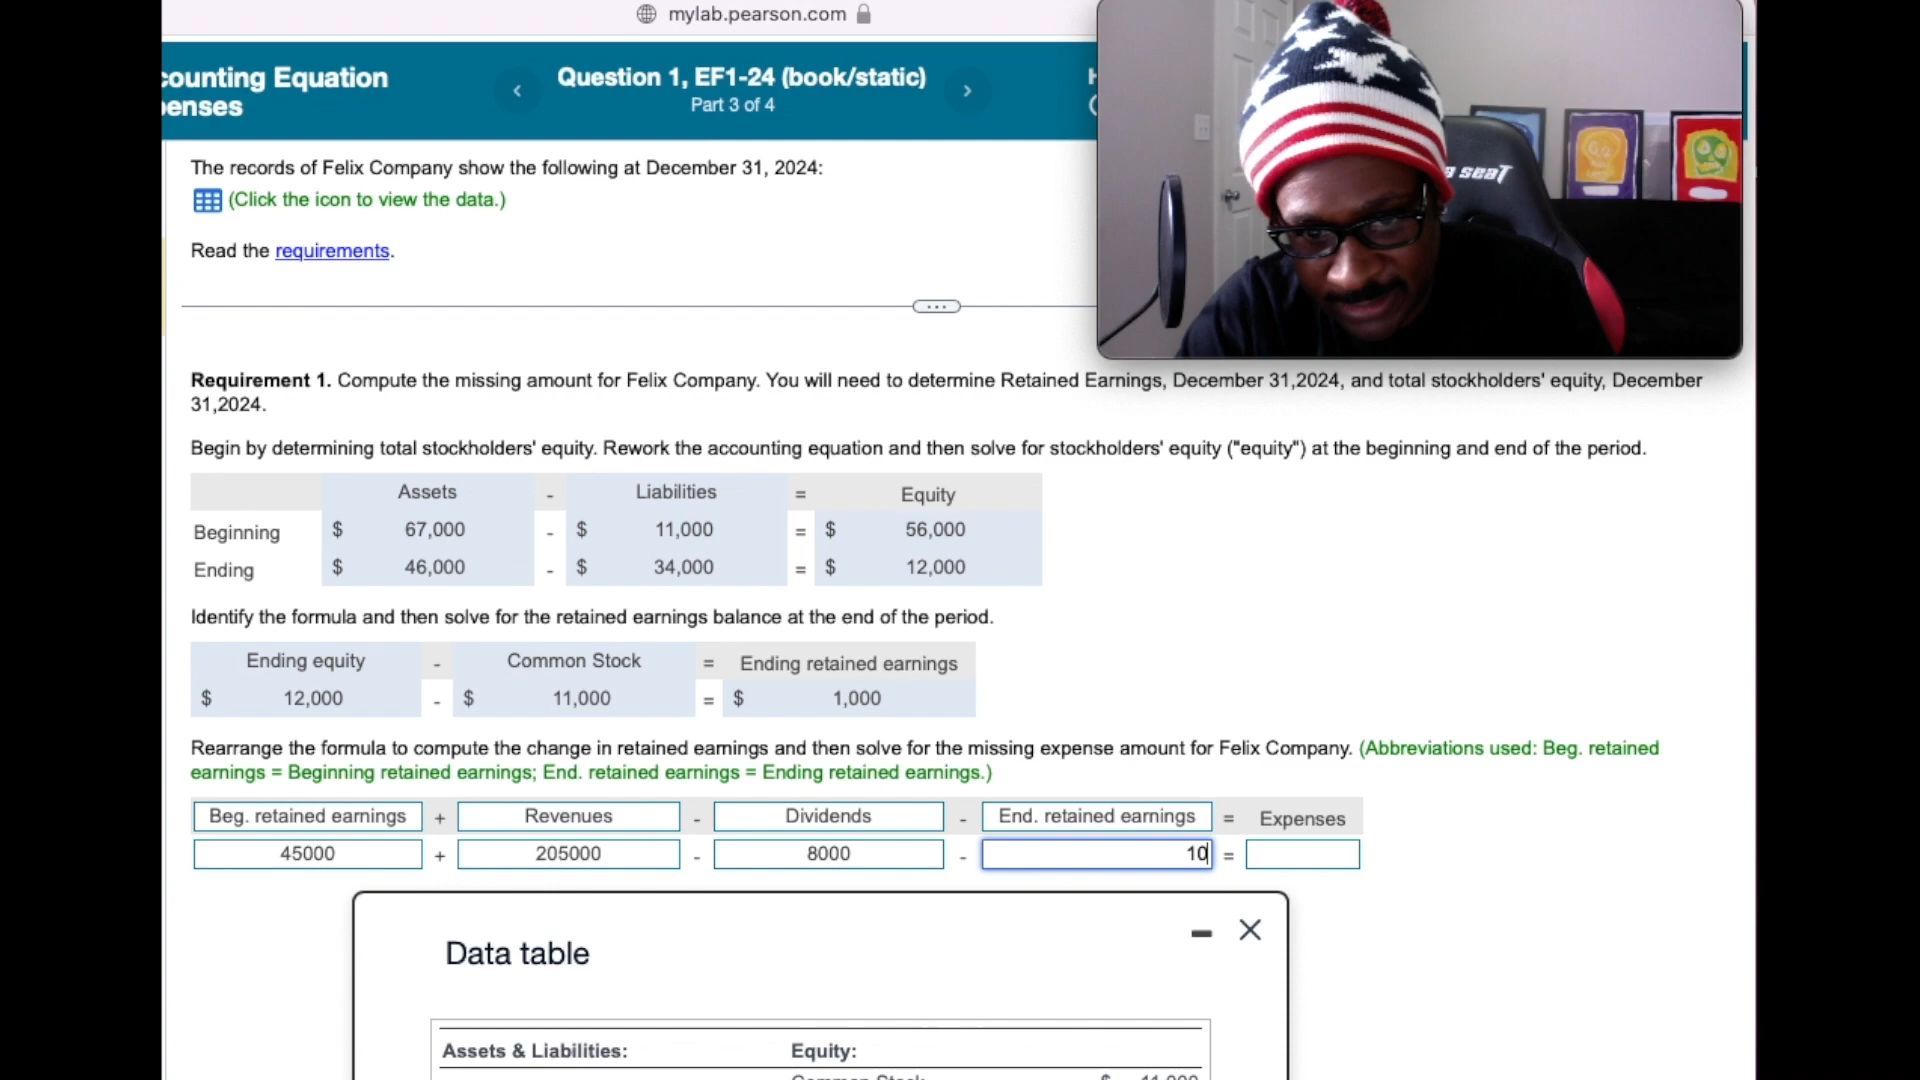 mylab.pearson.com
counting Equation
Question 1, EF1-24 (book/static)
penses
Part 3 of 4
The records of Felix Company show the following at December 31, 2024:
(Click the icon to view the data.)
Read the requirements.
Requirement 1. Compute the missing amount for Felix Company. You will need to determine Retained Earnings, December 31,2024, and total stockholders' equity, December
31,2024.
Begin by determining total stockholders' equity. Rework the accounting equation and then solve for stockholders' equity ("equity") at the beginning and end of the period.
Assets - Liabilities = Equity
Beginning $ 67,000 - $ 11,000 = $ 56,000
Ending $ 46,000 - $ 34,000 = $ 12,000
Identify the formula and then solve for the retained earnings balance at the end of the period.
Ending equity - Common Stock = Ending retained earnings
$ 12,000 - $ 11,000 = $ 1,000
Rearrange the formula to compute the change in retained earnings and then solve for the missing expense amount for Felix Company. (Abbreviations used: Beg. retained
earnings = Beginning retained earnings; End. retained earnings = Ending retained earnings.)
Beg. retained earnings + Revenues - Dividends - End. retained earnings = Expenses
45000 + 205000 - 8000 - 10 =
Data table
Assets & Liabilities: Equity:
Common Stock $ 11,000